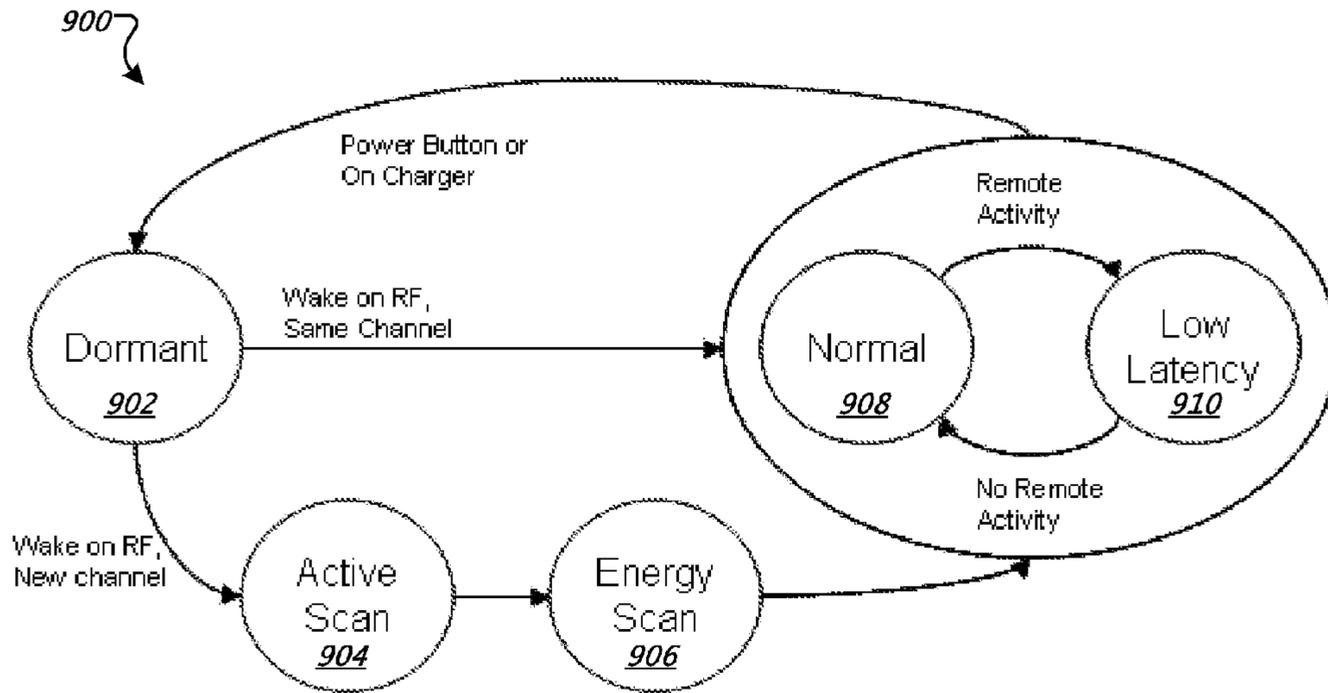 900
Power Button or
On Charger
Remote
Activity
Wake on RF,
Same Channel
Dormant
902
Normal
908
Low
Latency
910
No Remote
Activity
Wake on RF,
New channel
Active
Scan
904
Energy
Scan
906